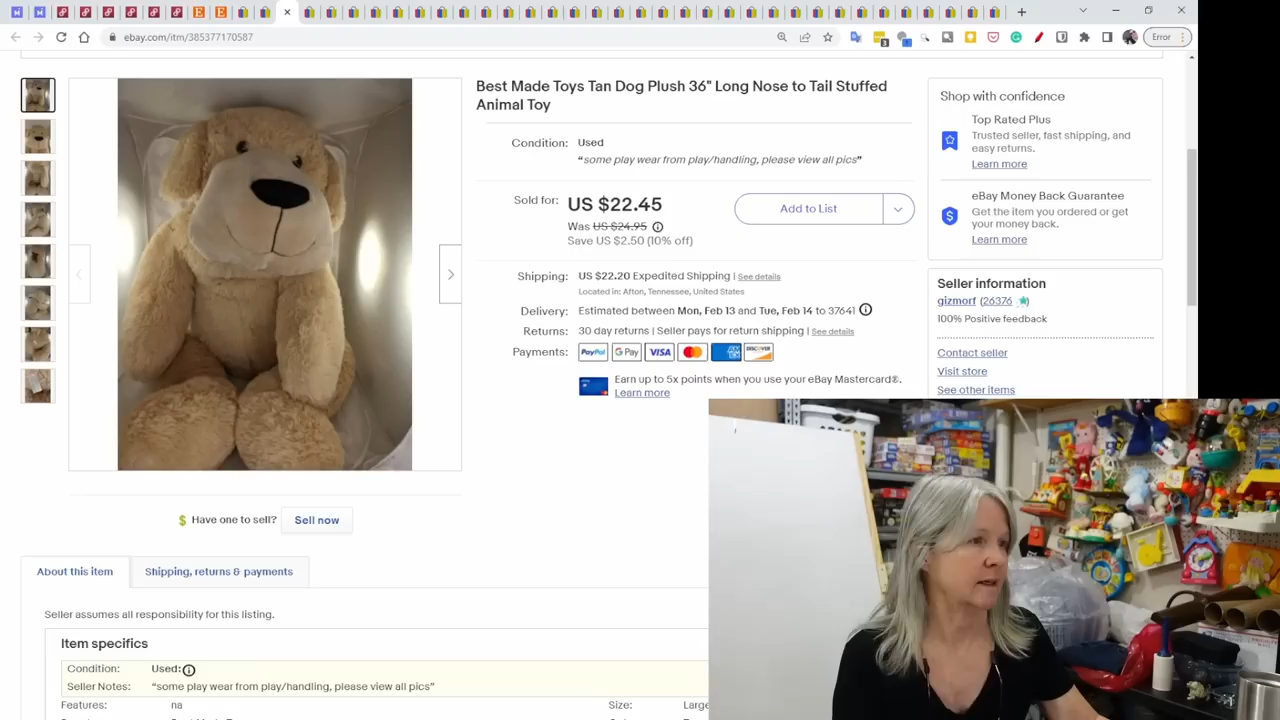 ebay.com/itm/385377170587
Error
Best Made Toys Tan Dog Plush 36" Long Nose to Tail Stuffed
Animal Toy
Condition: Used
"some play wear from play/handling, please view all pics"
Sold for: US $22.45
Was US $24.95
Save US $2.50 (10% off)
Add to List
Shipping: US $22.20 Expedited Shipping | See details
Located in: Afton, Tennessee, United States
Delivery: Estimated between Mon, Feb 13 and Tue, Feb 14 to 37641
Returns: 30 day returns | Seller pays for return shipping | See details
Payments: PayPal G Pay VISA DISCOVER
Earn up to 5x points when you use your eBay Mastercard®.
Learn more
Shop with confidence
Top Rated Plus
Trusted seller, fast shipping, and
easy returns.
Learn more
eBay Money Back Guarantee
Get the item you ordered or get
your money back.
Learn more
Seller information
gizmorf (26376)
100% Positive feedback
Contact seller
Visit store
See other items
Have one to sell? Sell now
About this item
Shipping, returns & payments
Seller assumes all responsibility for this listing.
Item specifics
Condition: Used:
Seller Notes: "some play wear from play/handling, please view all pics"
Features: na
Size: Large